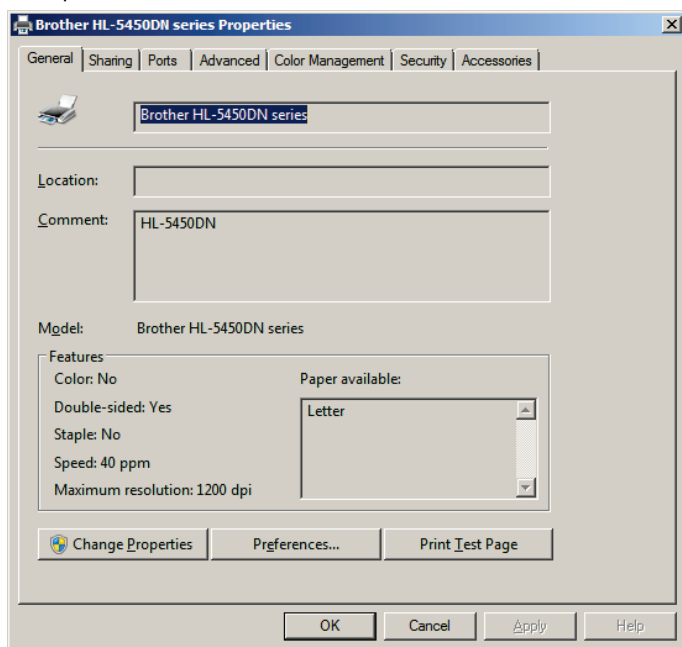 Brother HL-5450DN series Properties
General Sharing Ports Advanced Color Management Security Accessories
Brother HL-5450DN series
Location:
Comment: HL-5450DN
Model: Brother HL-5450DN series
Features
Color: No Paper available:
Double-sided: Yes Letter
Staple: No
Speed: 40 ppm
Maximum resolution: 1200 dpi
Change Properties Preferences... Print Test Page
OK Cancel Apply Help